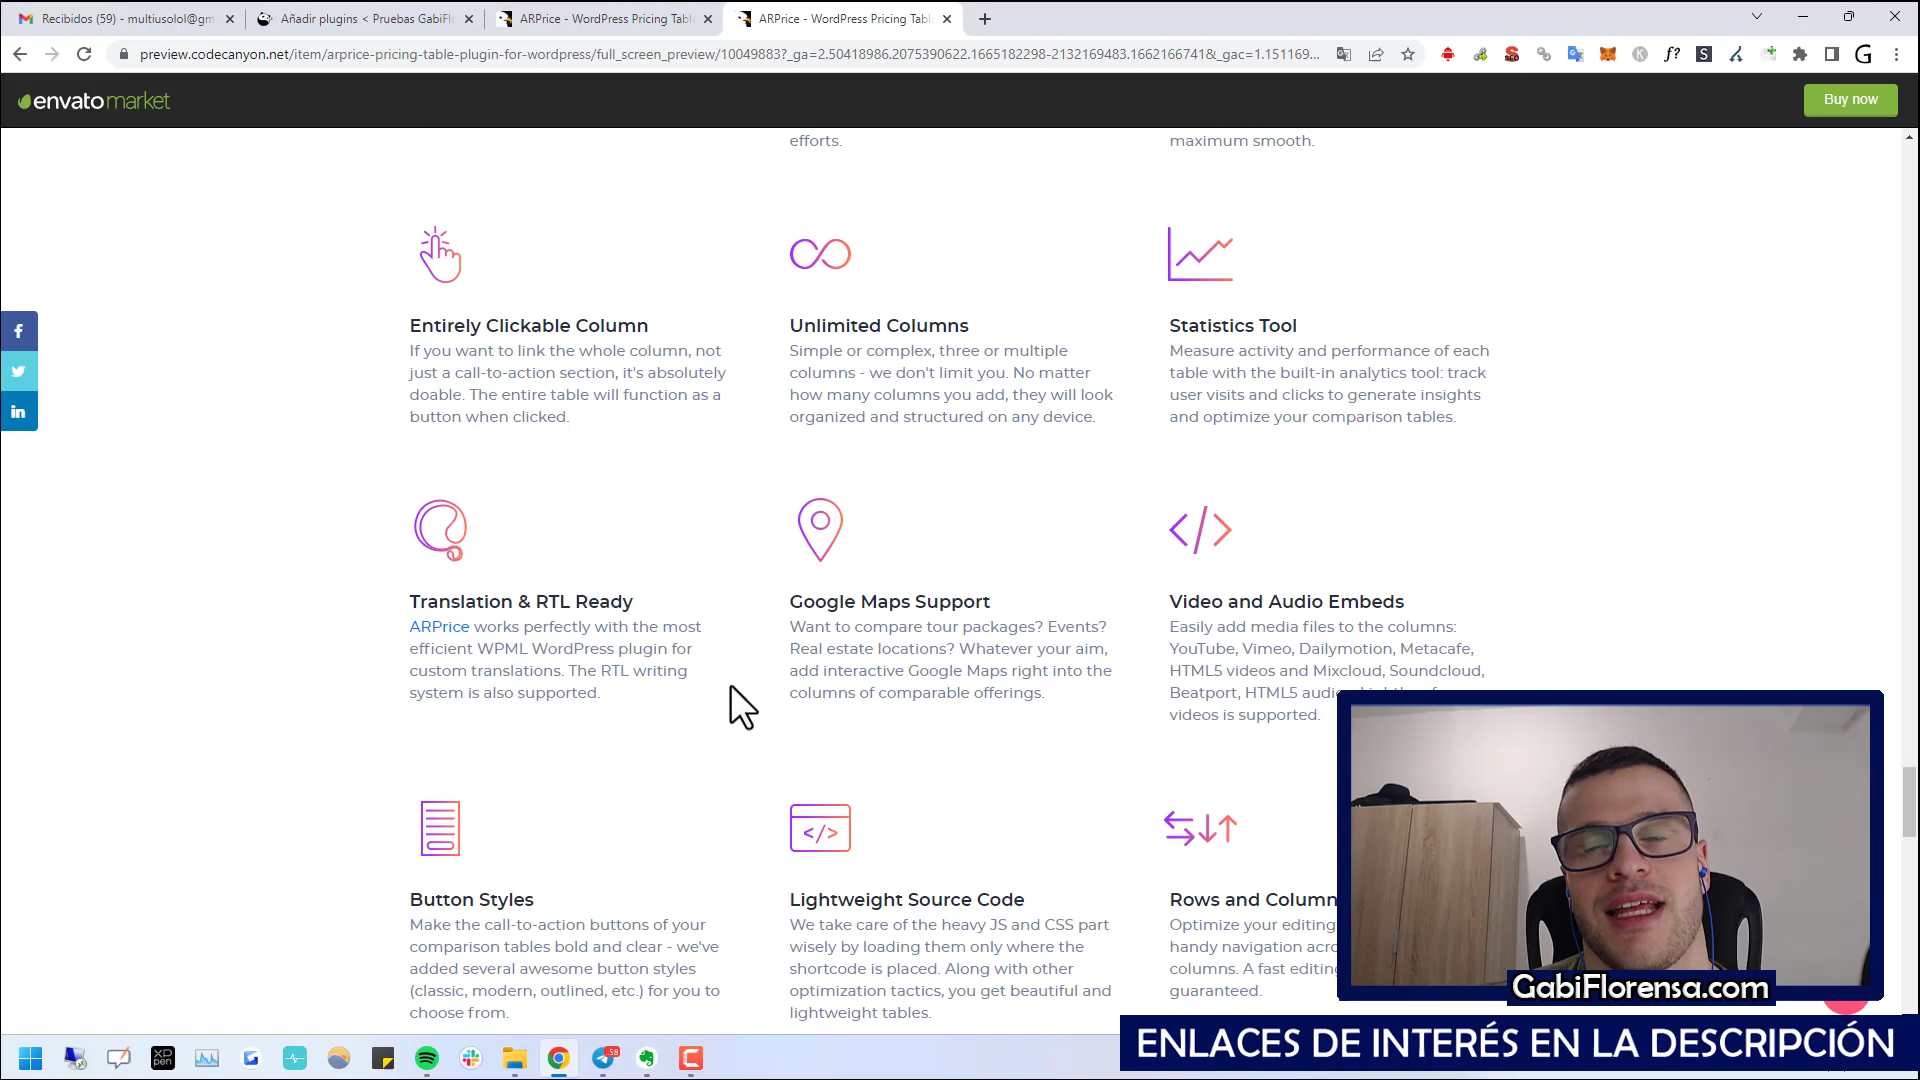 Recibidos (59) - multiusolol@gm
Añadir plugins < Pruebas GabiFlo
ARPrice - WordPress Pricing Table
ARPrice - WordPress Pricing Table
preview.codecanyon.net/item/arprice-pricing-table-plugin-for-wordpress/full_screen_preview/10049883?_ga=2.50418986.2075390622.1665182298-2132169483.1662166741&_gac=1.151169...
envatomarket
Buy now
efforts.
maximum smooth.
Entirely Clickable Column
If you want to link the whole column, not
just a call-to-action section, it's absolutely
doable. The entire table will function as a
button when clicked.
Unlimited Columns
Simple or complex, three or multiple
columns - we don't limit you. No matter
how many columns you add, they will look
organized and structured on any device.
Statistics Tool
Measure activity and performance of each
table with the built-in analytics tool: track
user visits and clicks to generate insights
and optimize your comparison tables.
Translation & RTL Ready
ARPrice works perfectly with the most
efficient WPML WordPress plugin for
custom translations. The RTL writing
system is also supported.
Google Maps Support
Want to compare tour packages? Events?
Real estate locations? Whatever your aim,
add interactive Google Maps right into the
columns of comparable offerings.
Video and Audio Embeds
Easily add media files to the columns:
YouTube, Vimeo, Dailymotion, Metacafe,
HTML5 videos and Mixcloud, Soundcloud,
Beatport, HTML5 audi
videos is supported.
Button Styles
Make the call-to-action buttons of your
comparison tables bold and clear - we've
added several awesome button styles
(classic, modern, outlined, etc.) for you to
choose from.
Lightweight Source Code
We take care of the heavy JS and CSS part
wisely by loading them only where the
shortcode is placed. Along with other
optimization tactics, you get beautiful and
lightweight tables.
Rows and Column
Optimize your editing
handy navigation acr
columns. A fast editin
guaranteed.
GabiFlorensa.com
ENLACES DE INTERÉS EN LA DESCRIPCIÓN